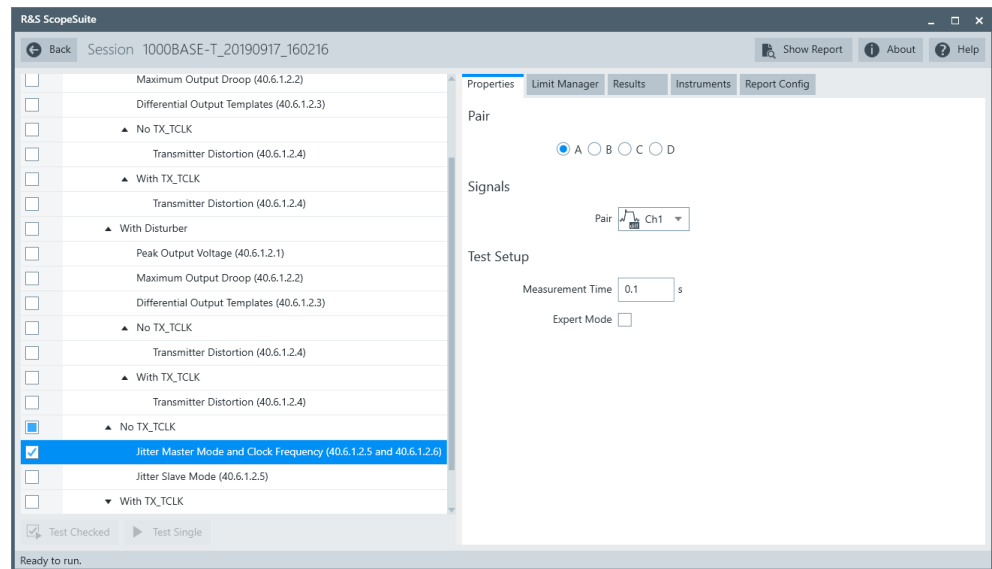 R&S ScopeSuite
Back Session 1000BASE-T_20190917_160216 Show Report About Help
Maximum Output Droop (40.6.1.2.2)
Differential Output Templates (40.6.1.2.3)
No TX_TCLK
Transmitter Distortion (40.6.1.2.4)
With TX_TCLK
Transmitter Distortion (40.6.1.2.4)
With Disturber
Peak Output Voltage (40.6.1.2.1)
Maximum Output Droop (40.6.1.2.2)
Differential Output Templates (40.6.1.2.3)
No TX_TCLK
Transmitter Distortion (40.6.1.2.4)
With TX_TCLK
Transmitter Distortion (40.6.1.2.4)
No TX_TCLK
Jitter Master Mode and Clock Frequency (40.6.1.2.5 and 40.6.1.2.6)
Jitter Slave Mode (40.6.1.2.5)
With TX_TCLK
Test Checked Test Single
Properties Limit Manager Results Instruments Report Config
Pair
A B C D
Signals
Pair diff Ch1
Test Setup
Measurement Time 0.1 s
Expert Mode
Ready to run.